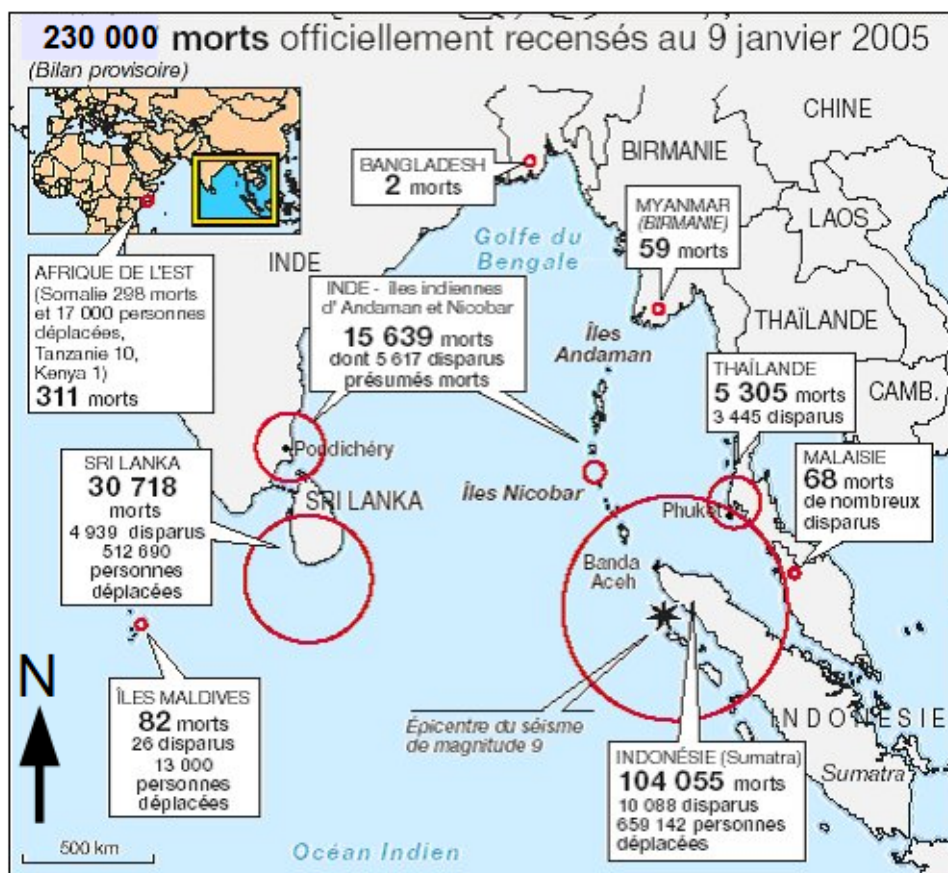 230 000 morts officiellement recensés au 9 janvier 2005
(Bilan provisoire)
CHINE
BANGLADESH
2 morts
BIRMANIE
MYANMAR
(BIRMANIE)
59 morts
LAOS
Golfe du
Bengale
INDE
AFRIQUE DE L'EST
(Somalie 298 morts
et 17 000 personnes
déplacées,
Tanzanie 10,
Kenya 1)
311 morts
INDE - îles indiennes
d'Andaman et Nicobar
15 639 morts
dont 5 617 disparus
présumés morts
Îles
Andaman
THAÏLANDE
THAÍLANDE
5 305 morts
3 445 disparus
CAMB.
Poddichéry
SRI LANKA
30 718
morts
4 939 disparus
512 690
personnes
déplacées
SRI LANKA
Îles Nicobar
Phuket
MALAISIE
68 morts
de nombreux
disparus
Banda
Aceh
N
ÎLES MALDIVES
82 morts
26 disparus
13 000
personnes
déplacées
Épicentre du séisme
de magnitude 9
INDONÉSIE
INDONÉSIE (Sumatra)
104 055 morts
10 088 disparus
659 142 personnes
déplacées
Sumatra
500 km
Océan Indien